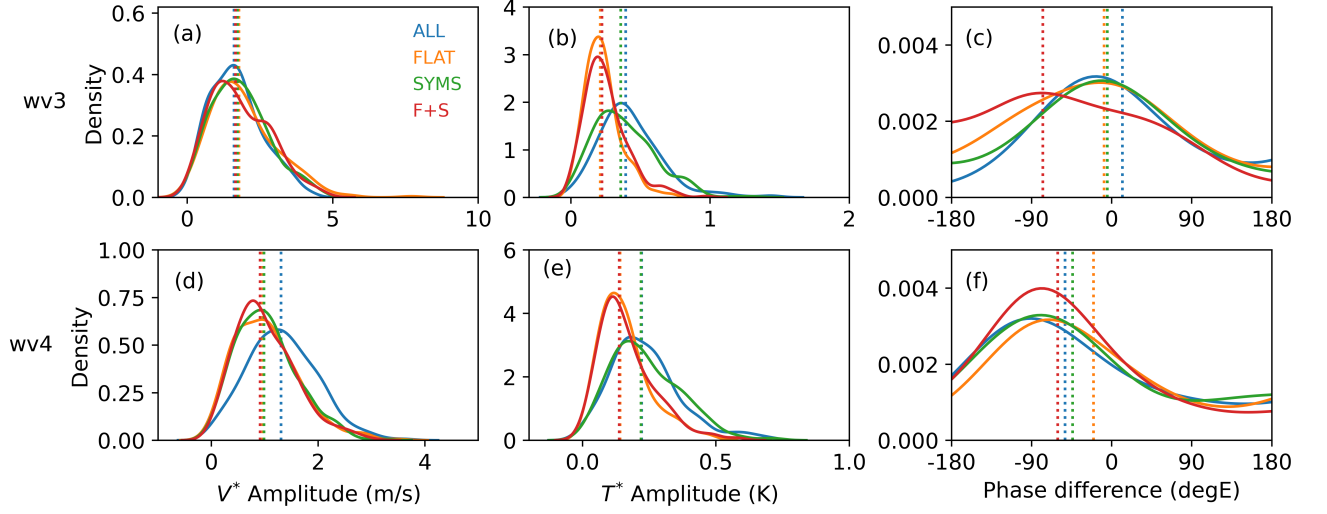 wv3
Density
0.6
0.4
0.2
0.0
(a)
ALL
FLAT
SYMS
F+S
0 5 10
4
3
2
1
0
(b)
0 1 2
0.004
0.002
0.000
(c)
-180 -90 0 90 180
wv4
Density
1.00
0.75
0.50
0.25
0.00
(d)
0 2 4
V* Amplitude (m/s)
6
4
2
0
(e)
0.0 0.5 1.0
T* Amplitude (K)
0.004
0.002
0.000
(f)
-180 -90 0 90 180
Phase difference (degE)